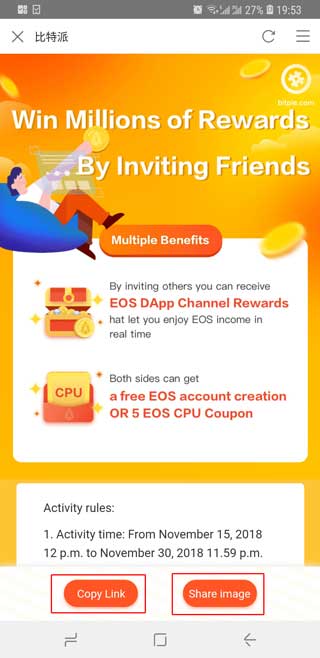 27% 19:53
比特派
bitpie.com
Win Millions of Rewards
... By Inviting Friends
Multiple Benefits
By inviting others you can receive
EOS DApp Channel Rewards
hat let you enjoy EOS income in
real time
CPU
Both sides can get
a free EOS account creation
OR 5 EOS CPU Coupon
Activity rules:
1. Activity time: From November 15, 2018
12 p.m. to November 30, 2018 11.59 p.m.
Copy Link
Share image